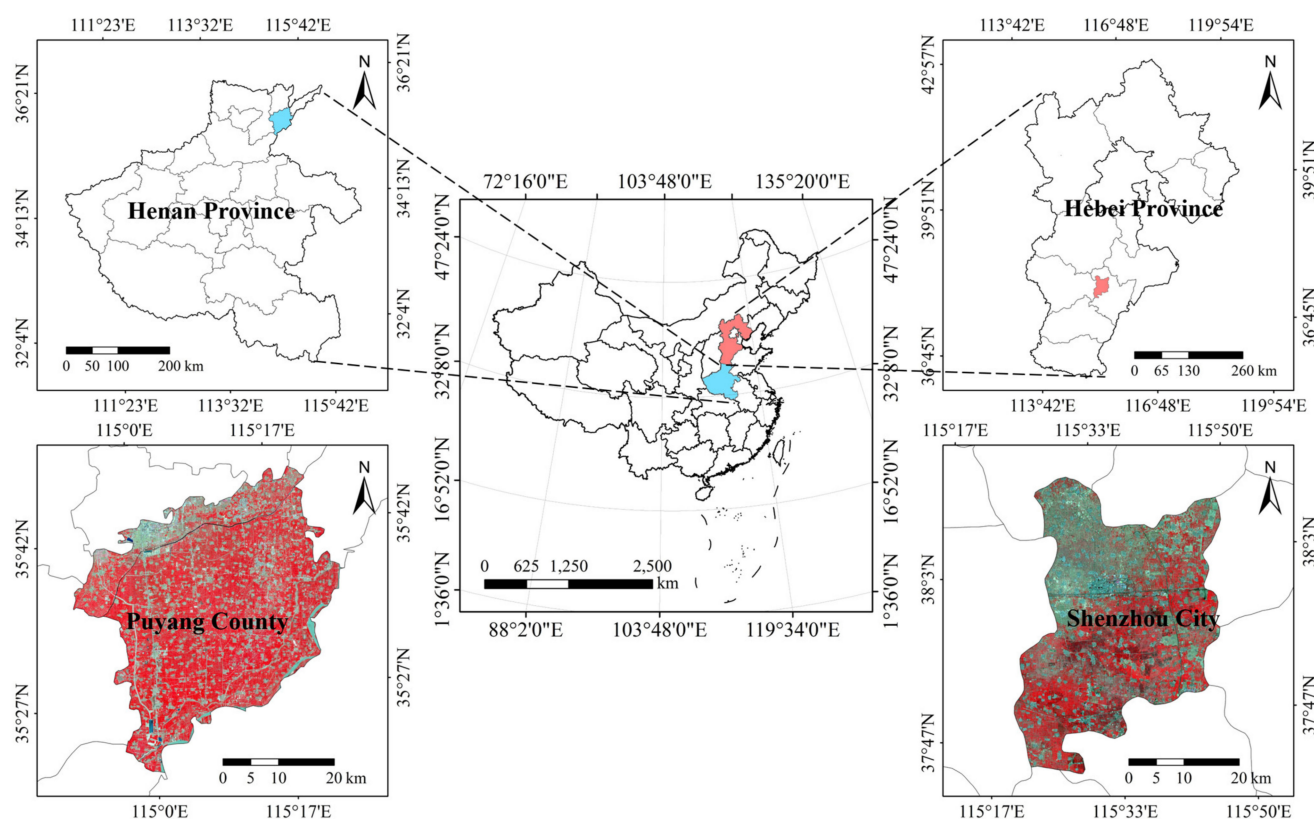 111°23'E 113°32'E 115°42'E
36°21'N
34°13'N
32°4'N
36°21'N
34°13'N
32°4'N
N
Henan Province
0 50 100 200 km
111°23'E 113°32'E 115°42'E
72°16'0"E 103°48'0"E 135°20'0"E
47°24'0"N
32°8'0"N
16°52'0"N
1°36'0"N
47°24'0"N
32°8'0"N
16°52'0"N
1°36'0"N
0 625 1,250 2,500
km
88°2'0"E 103°48'0"E 119°34'0"E
113°42'E 116°48'E 119°54'E
42°57'N
39°51'N
36°45'N
39°51'N
36°45'N
N
Hebei Province
0 65 130 260 km
113°42'E 116°48'E 119°54'E
115°0'E 115°17'E
35°42'N
35°27'N
35°42'N
35°27'N
N
Puyang County
0 5 10 20 km
115°0'E 115°17'E
115°17'E 115°33'E 115°50'E
38°3'N
37°47'N
38°3'N
37°47'N
N
Shenzhou City
0 5 10 20 km
115°17'E 115°33'E 115°50'E